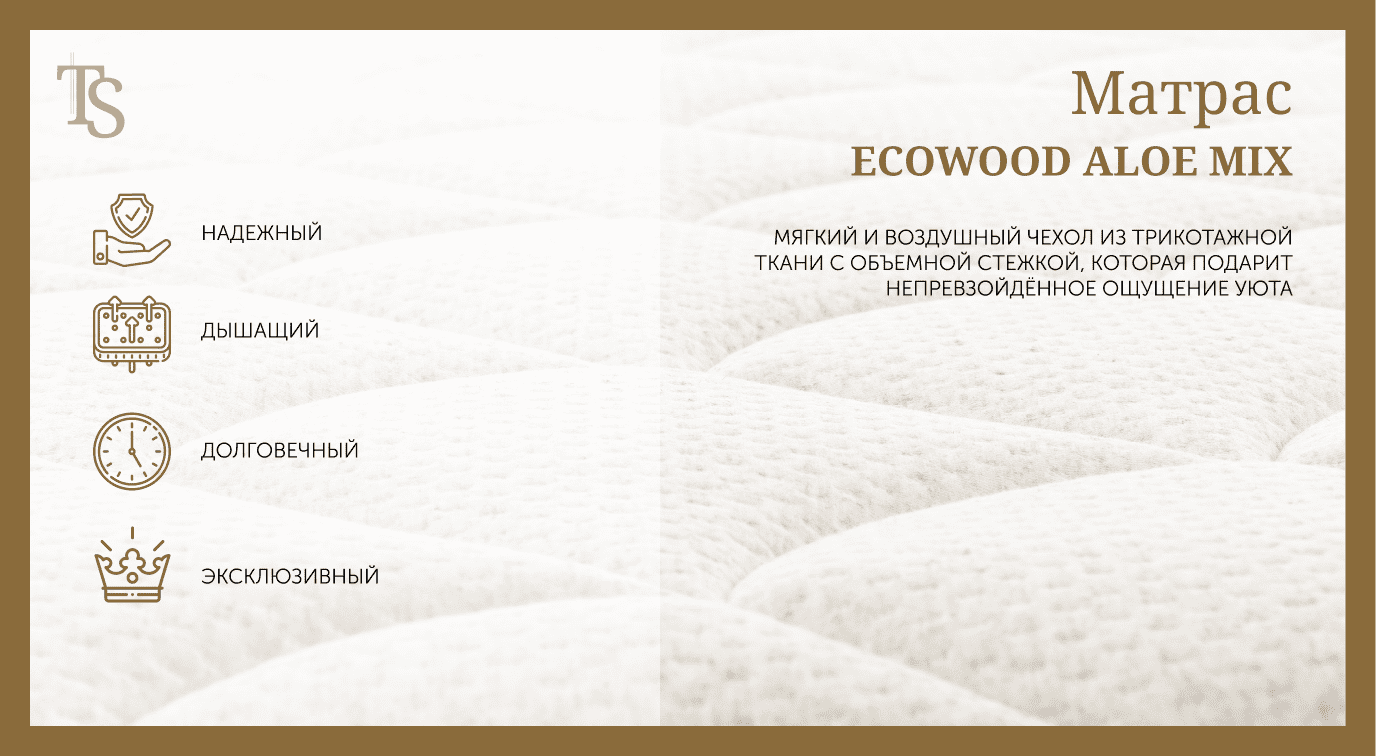 TS
Матрас
ECOWOOD ALOE MIX
МЯГКИЙ И ВОЗДУШНЫЙ ЧЕХОЛ ИЗ ТРИКОТАЖНОЙ
ТКАНИ С ОБЪЕМНОЙ СТЕЖКОЙ, КОТОРАЯ ПОДАРИТ
НЕПРЕВЗОЙДЁННОЕ ОЩУЩЕНИЕ УЮТА
НАДЕЖНЫЙ
ДЫШАЩИЙ
ДОЛГОВЕЧНЫЙ
ЭКСКЛЮЗИВНЫЙ